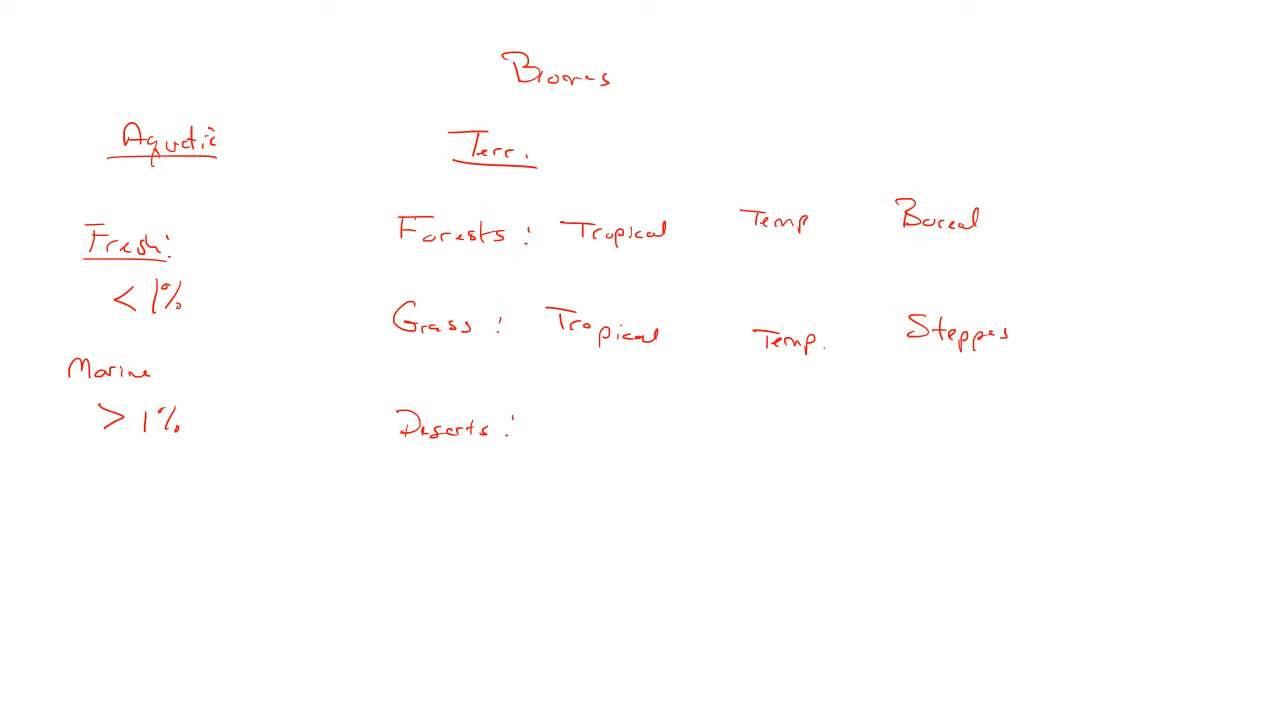 Biomes
Aquatic Terr.
Fresh: Forests: Tropical Temp Boreal
< 1%
Grass: Tropical Temp. Steppes
Marine
> 1% Deserts: